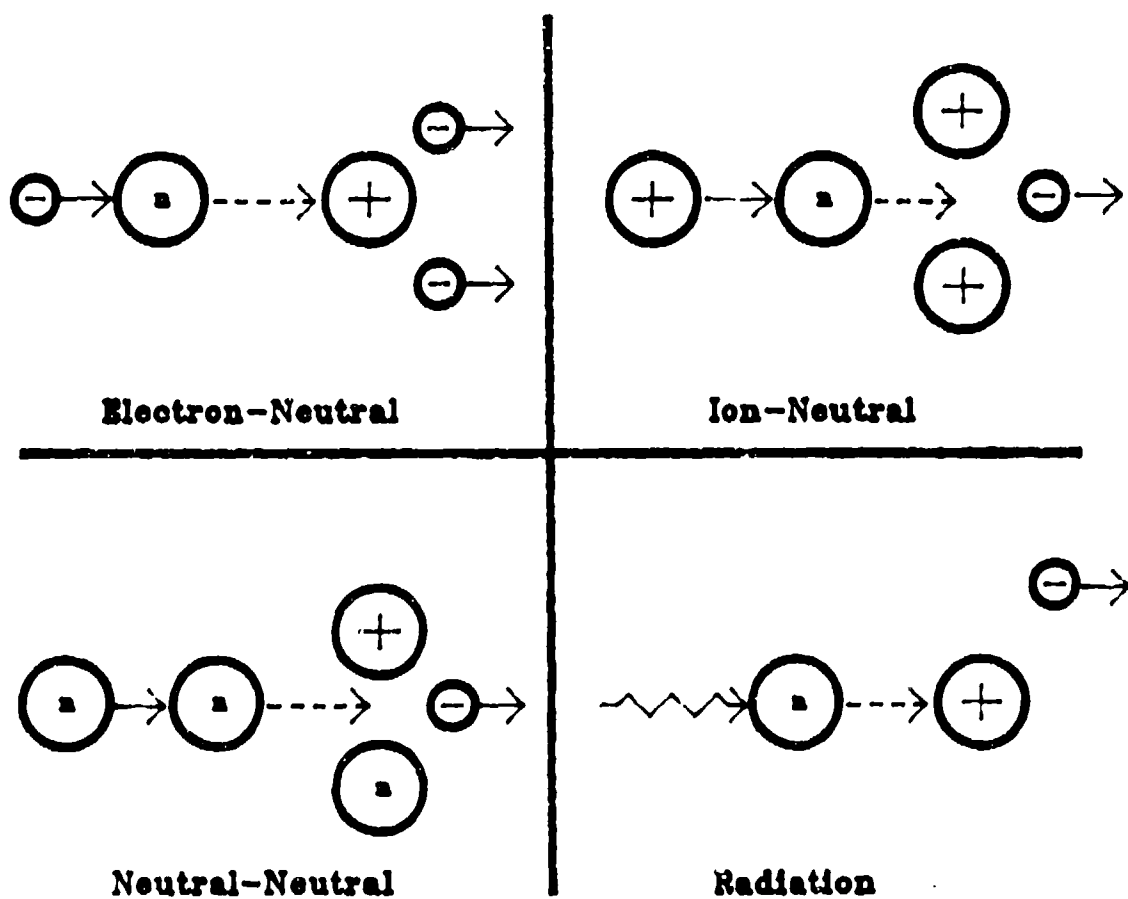 − n + − −
Electron-Neutral
+ n + + −
Ion-Neutral
n n + − n
Neutral-Neutral
n + −
Radiation